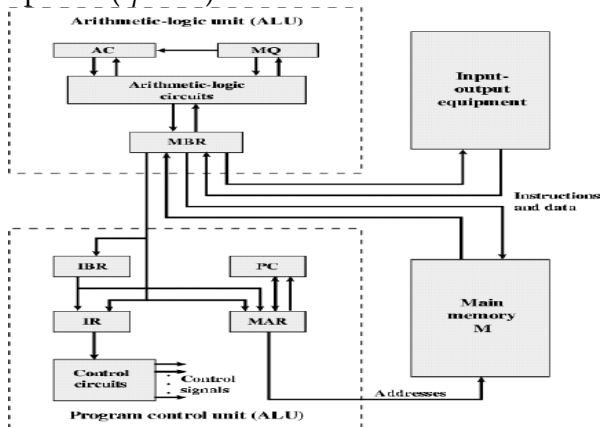 Arithmetic-logic unit (ALU)
AC
MQ
Arithmetic-logic
circuits
MBR
Input-
output
equipment
Instructions
and data
IBR
PC
IR
MAR
Main
memory
M
Control
circuits
Control
signals
Addresses
Program control unit (ALU)